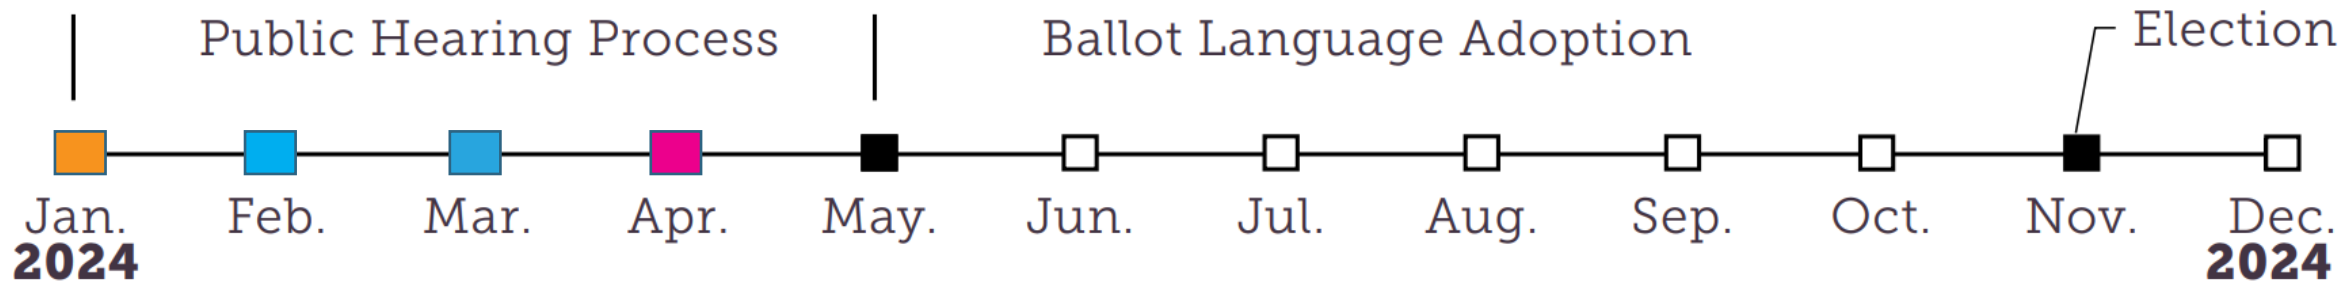 Public Hearing Process
Ballot Language Adoption
Election
Jan. Feb. Mar. Apr. May. Jun. Jul. Aug. Sep. Oct. Nov. Dec.
2024 2024